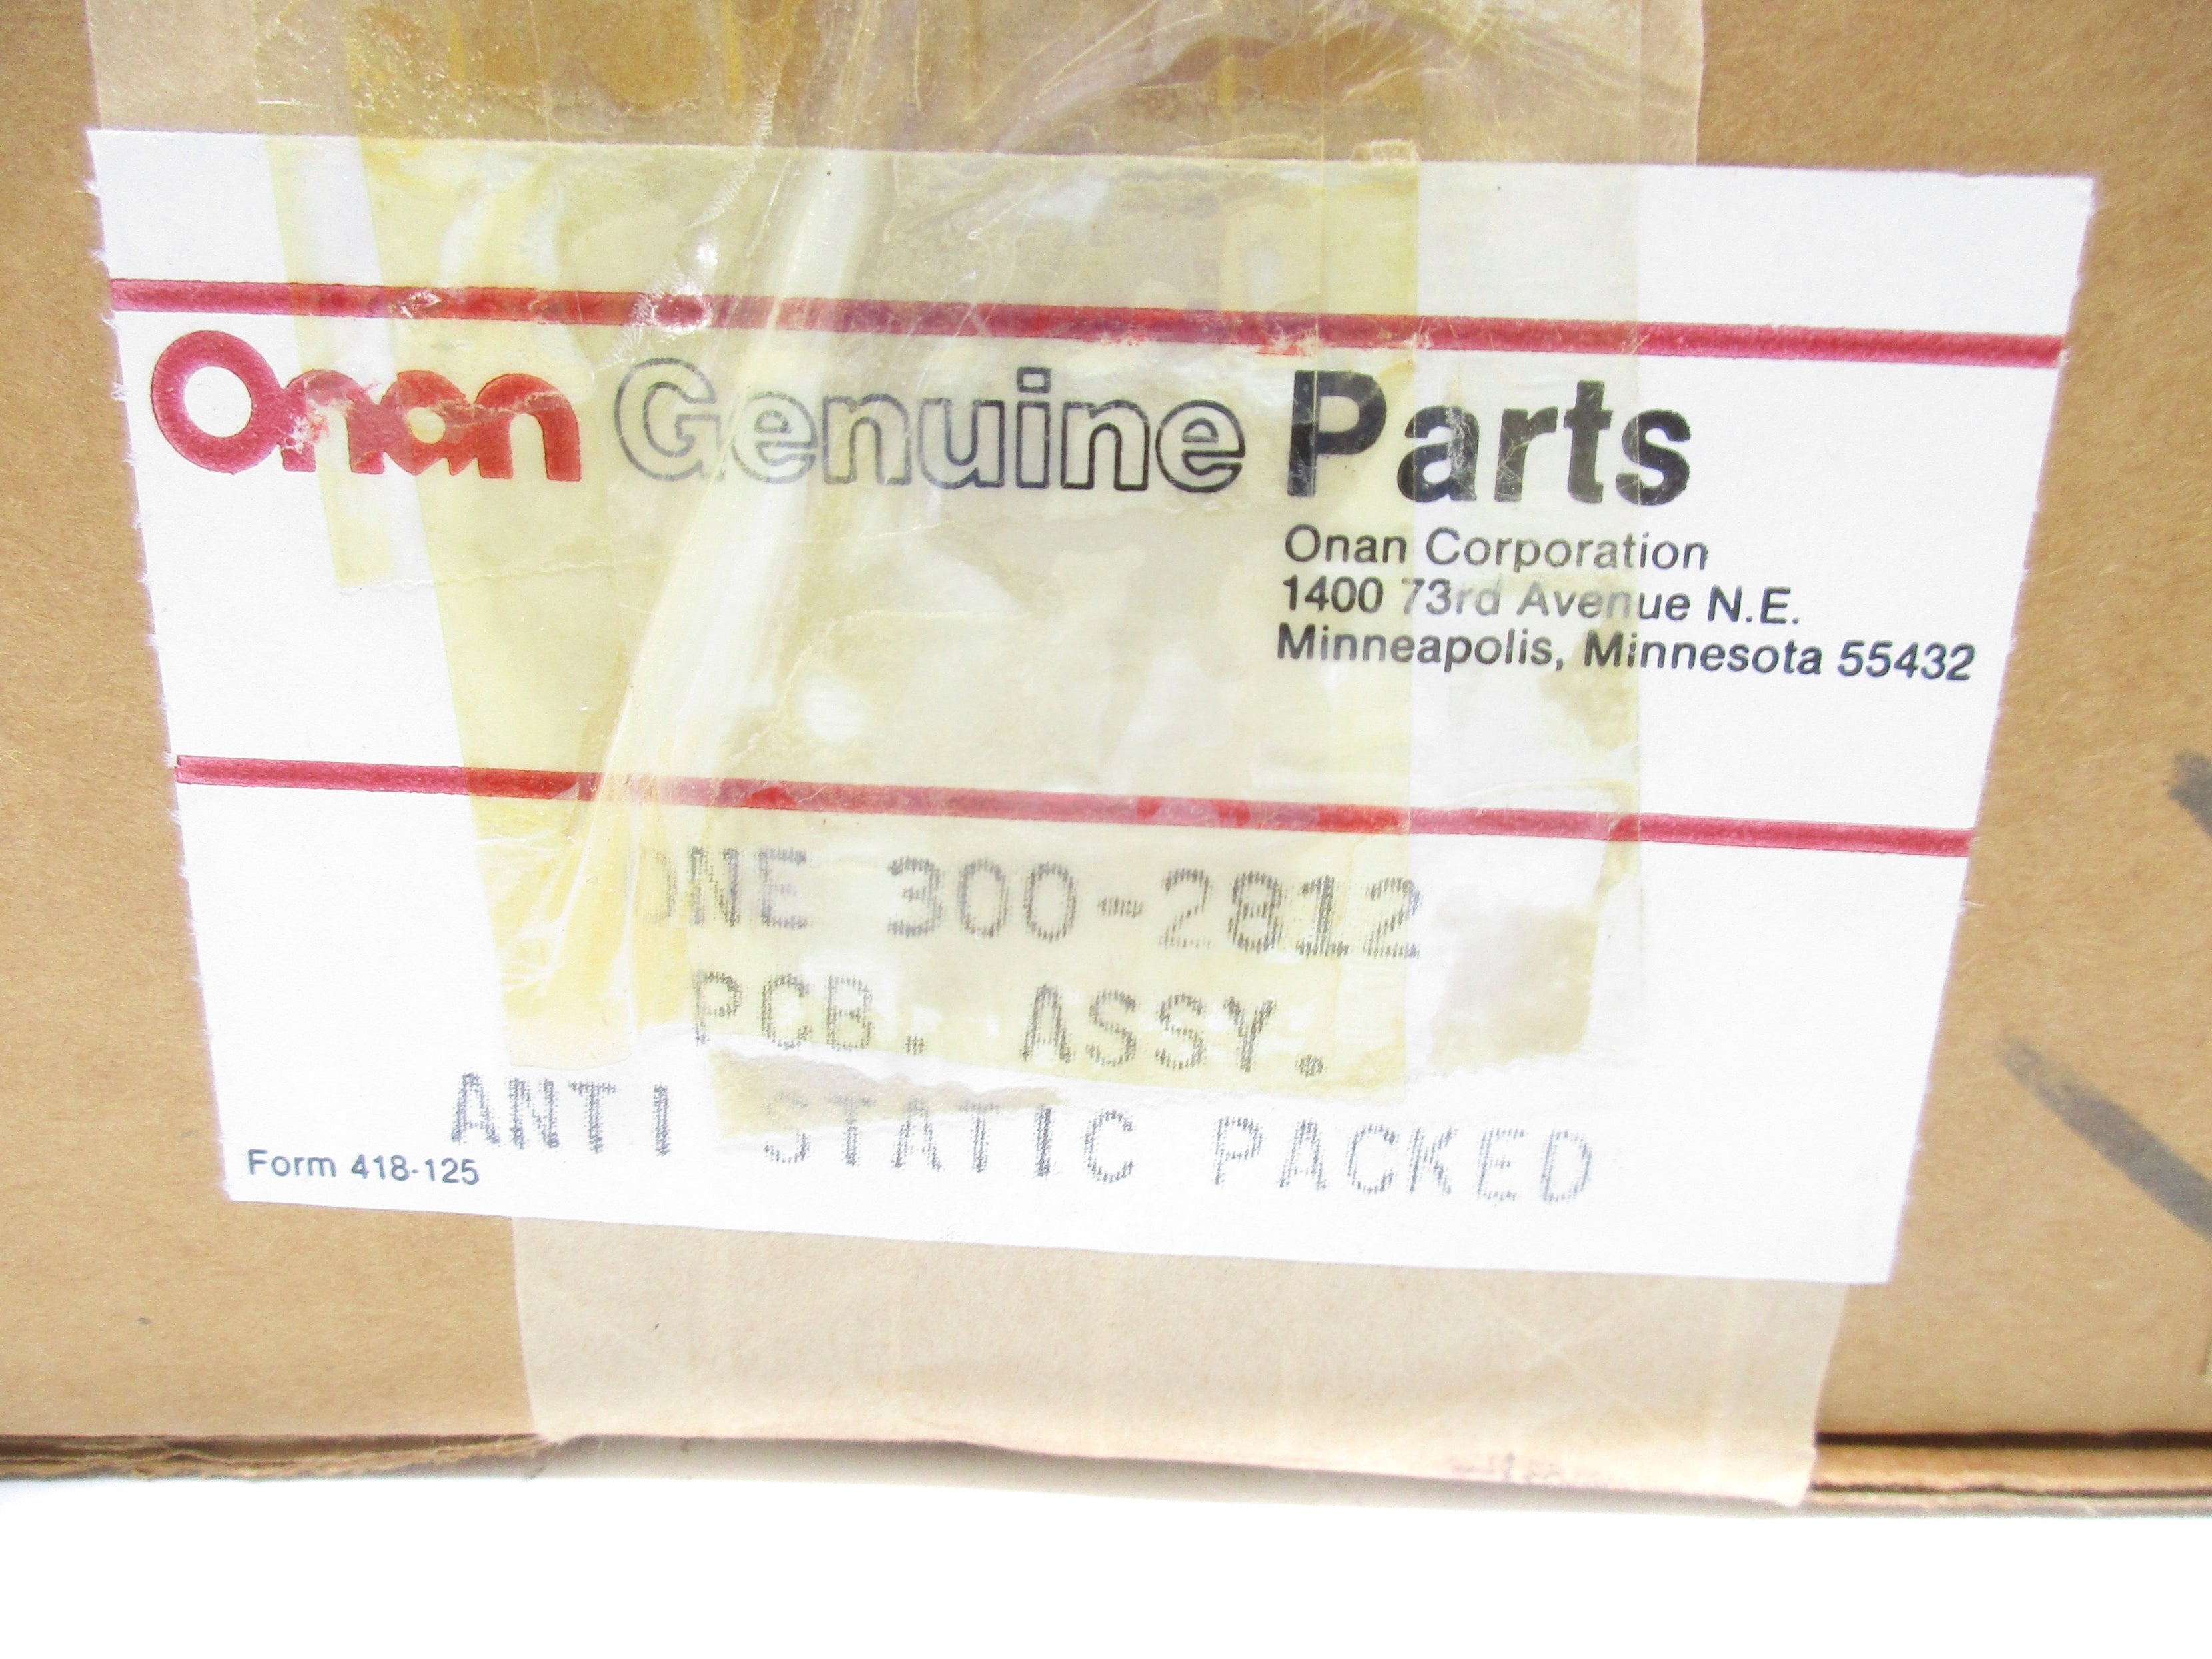 Onan Genuine Parts
Onan Corporation
1400 73rd Avenue N.E.
Minneapolis, Minnesota 55432
ONE 300-2812
PCB. ASSY.
ANTI STATIC PACKED
Form 418-125